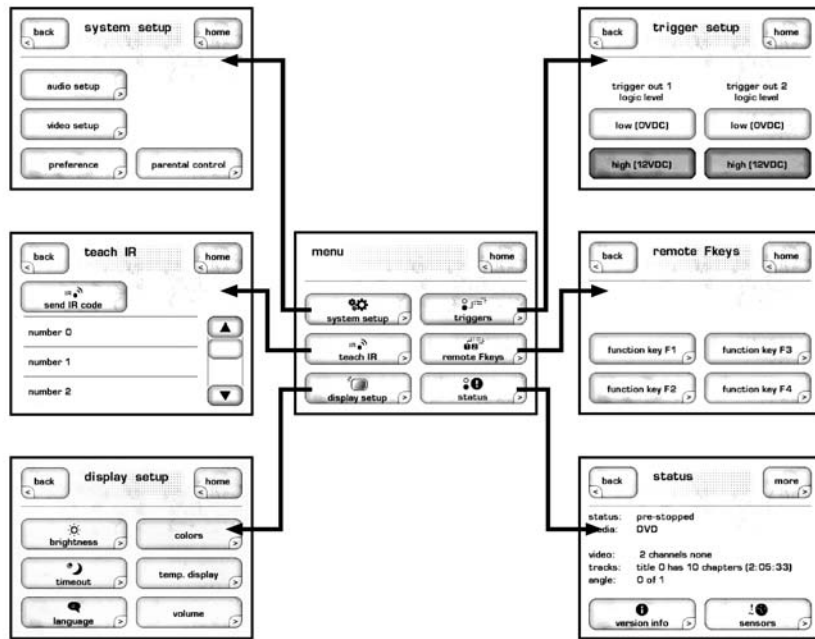 back system setup home
audio setup
video setup
preference parental control
back trigger setup home
trigger out 1 trigger out 2
logic level logic level
low (0VDC) low (0VDC)
high (12VDC) high (12VDC)
back teach IR home
send IR code
number 0
number 1
number 2
menu home
system setup triggers
teach IR remote Fkeys
display setup status
back remote Fkeys home
function key F1 function key F3
function key F2 function key F4
back display setup home
brightness colors
timeout temp. display
language volume
back status more
status: pre-stopped
DVD
video: 2 channels none
tracks: title 0 has 10 chapters (2:05:33)
angle: 0 of 1
version info sensors